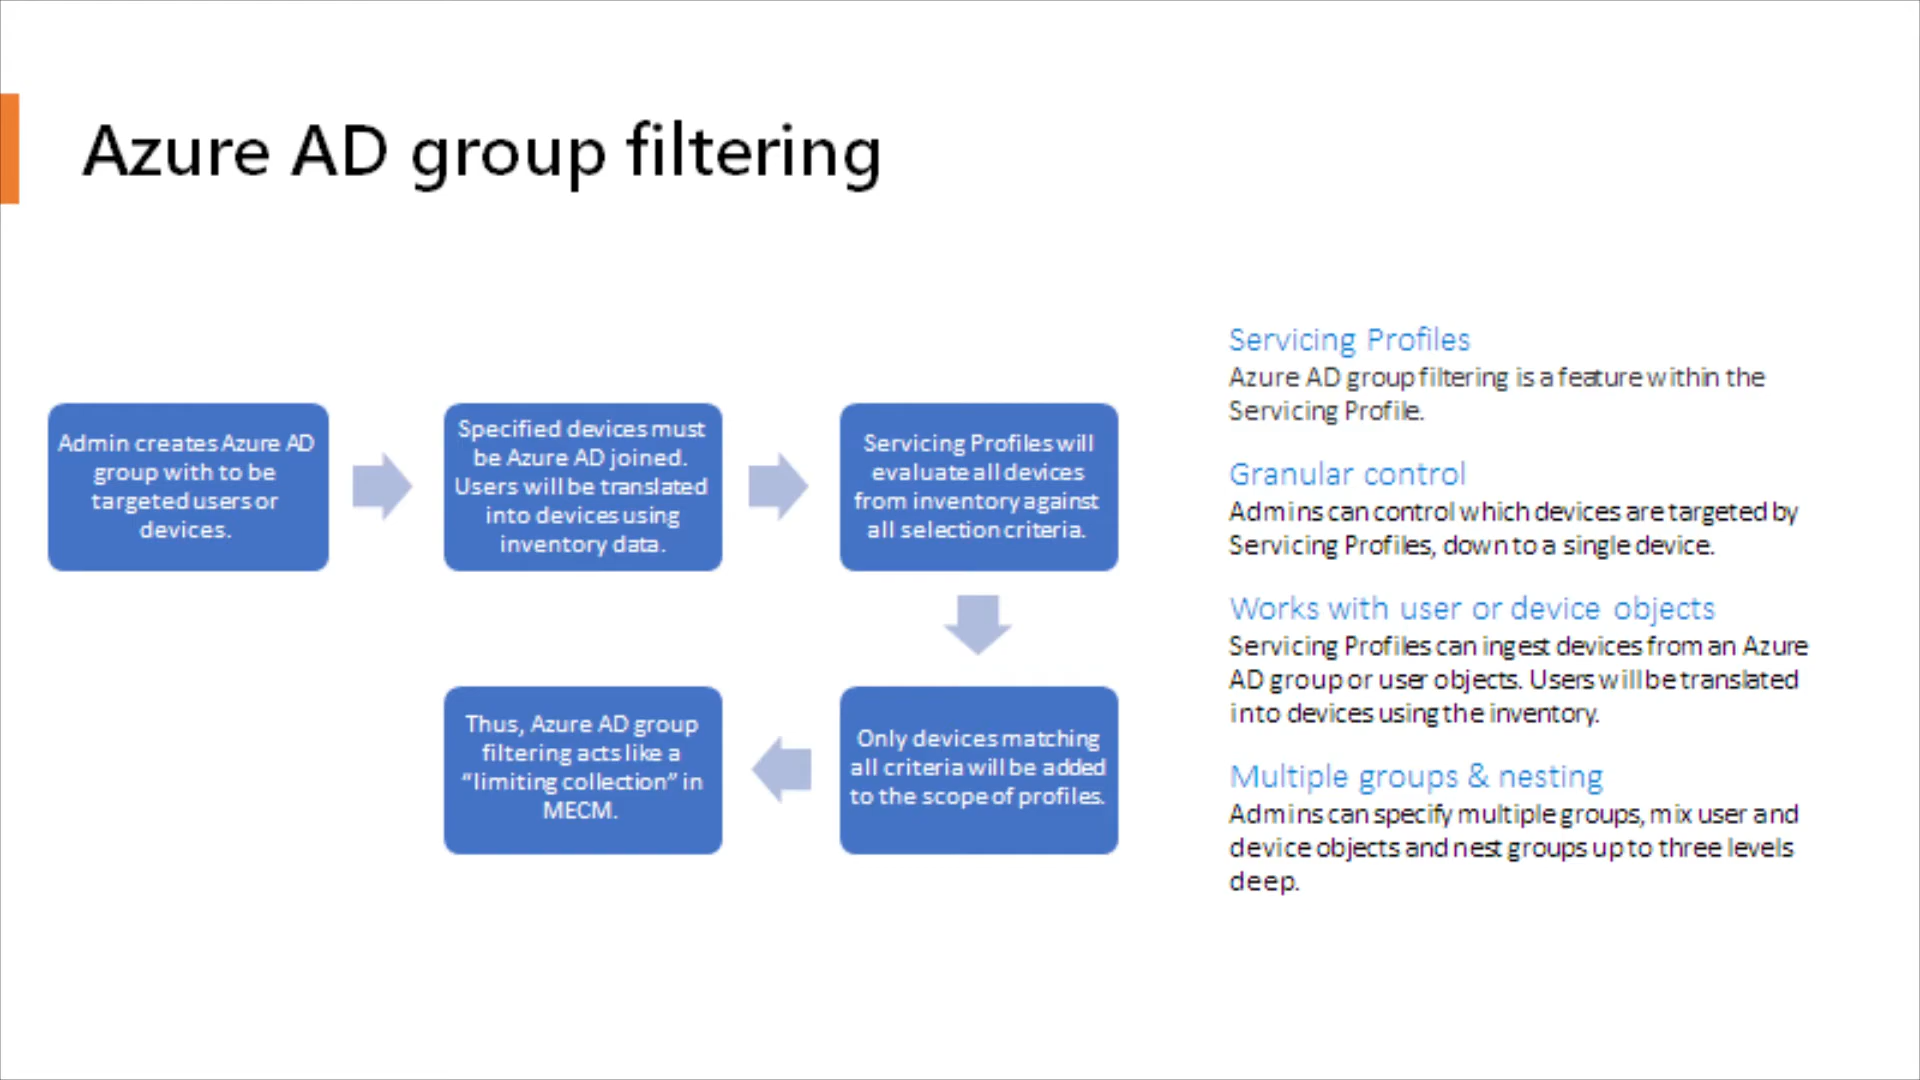 Azure AD group filtering
Admin creates Azure AD
group with to be
targeted users or
devices.
Specified devices must
be Azure AD joined.
Users will be translated
into devices using
inventory data.
Servicing Profiles will
evaluate all devices
from inventory against
all selection criteria.
Only devices matching
all criteria will be added
to the scope of profiles.
Thus, Azure AD group
filtering acts like a
“limiting collection” in
MECM.
Servicing Profiles
Azure AD group filtering is a feature within the
Servicing Profile.
Granular control
Admins can control which devices are targeted by
Servicing Profiles, down to a single device.
Works with user or device objects
Servicing Profiles can ingest devices from an Azure
AD group or user objects. Users will be translated
into devices using the inventory.
Multiple groups & nesting
Admins can specify multiple groups, mix user and
device objects and nest groups up to three levels
deep.